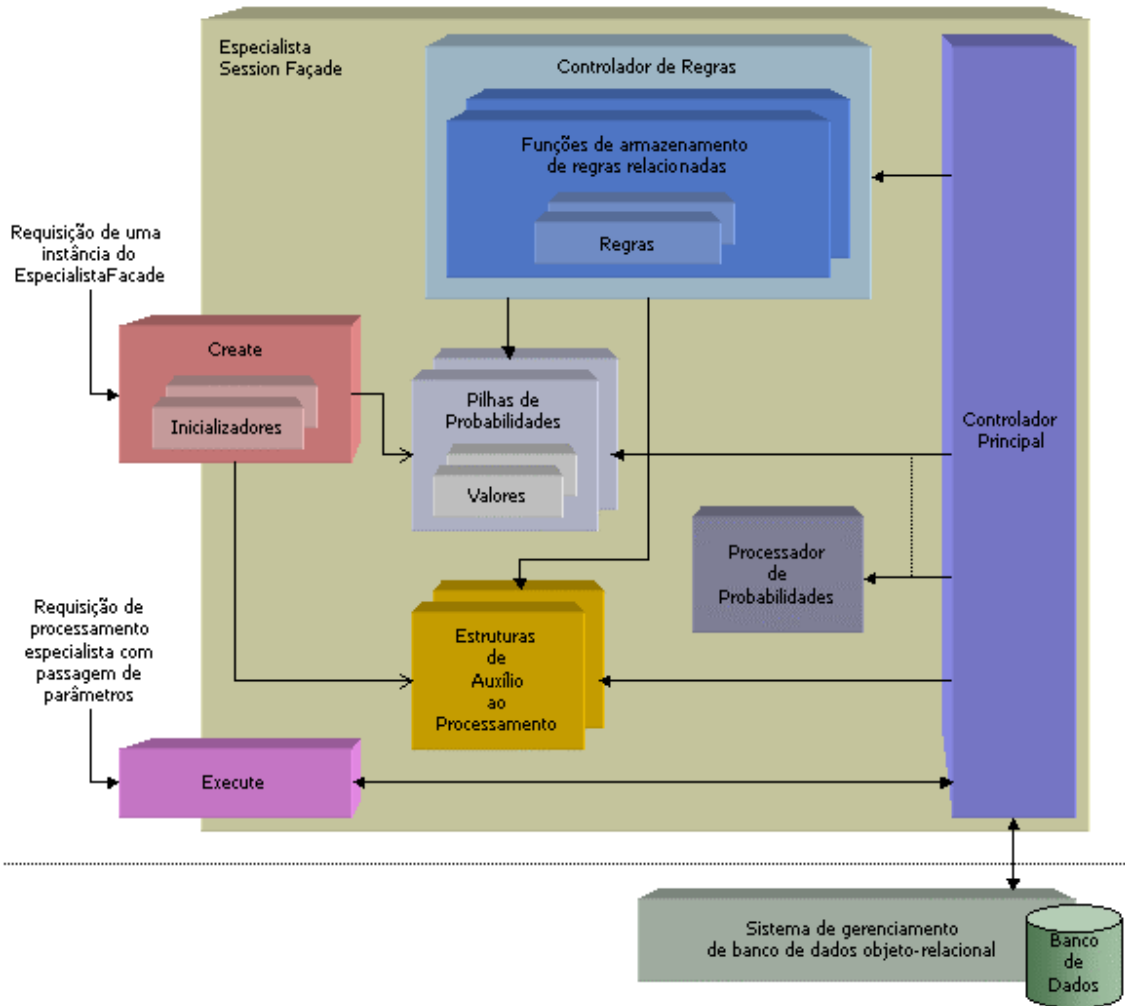 Especialista
Session Façade
Controlador de Regras
Funções de armazenamento
de regras relacionadas
Regras
Requisição de uma
instância do
EspecialistaFacade
Create
Inicializadores
Pilhas de
Probabilidades
Valores
Controlador
Principal
Processador
de
Probabilidades
Requisição de
processamento
especialista com
passagem de
parâmetros
Estruturas
de
Auxílio
ao
Processamento
Execute
Sistema de gerenciamento
de banco de dados objeto-relacional
Banco
de
Dados